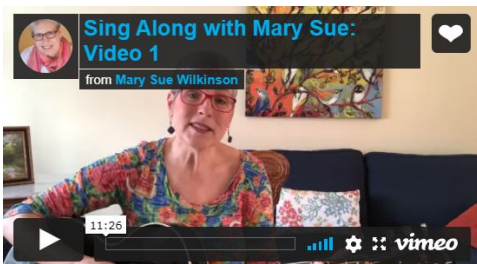 Sing Along with Mary Sue:
Video 1
from Mary Sue Wilkinson
11:26
vimeo